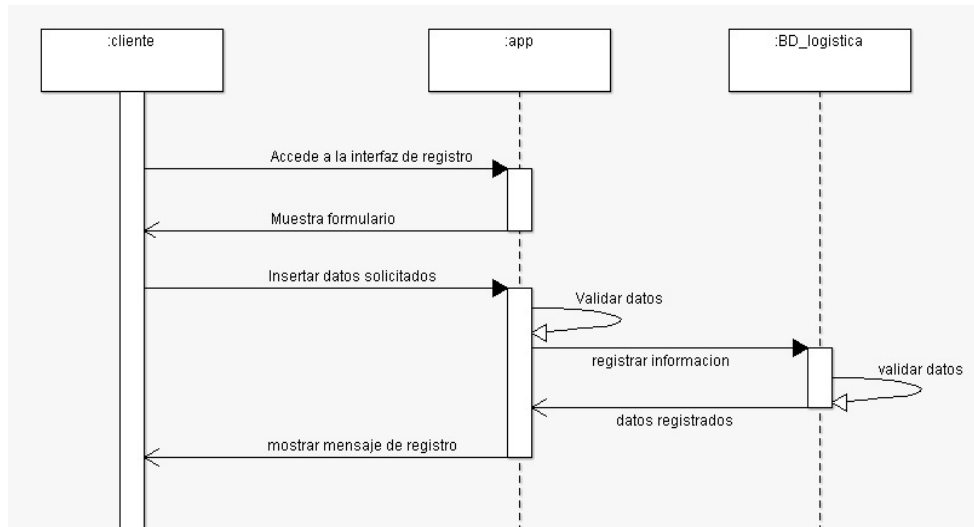 :cliente
:app
:BD_logistica
Accede a la interfaz de registro
Muestra formulario
Insertar datos solicitados
Validar datos
registrar informacion
validar datos
datos registrados
mostrar mensaje de registro